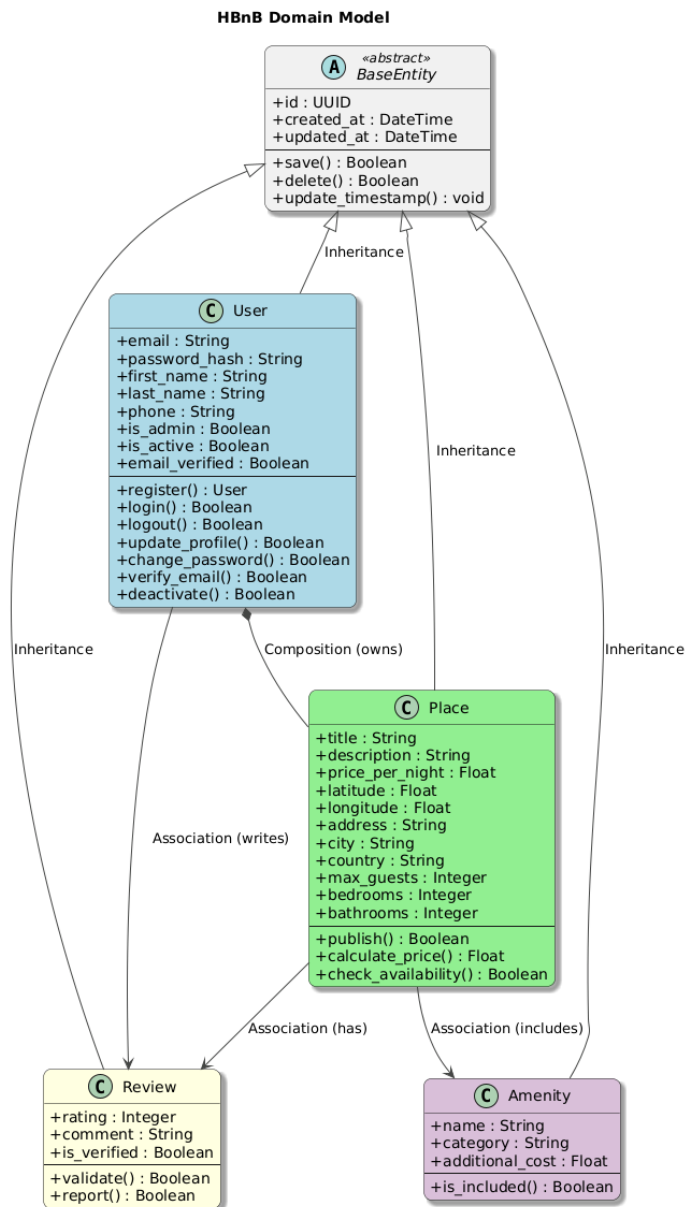 HBnB Domain Model
A
«abstract»
BaseEntity
+id : UUID
+created_at : DateTime
+updated_at : DateTime
+save() : Boolean
+delete() : Boolean
+update_timestamp() : void
Inheritance
C User
+email : String
+password_hash : String
+first_name : String
+last_name : String
+phone : String
+is_admin : Boolean
+is_active : Boolean
+email_verified : Boolean
+register() : User
+login() : Boolean
+logout() : Boolean
+update_profile() : Boolean
+change_password() : Boolean
+verify_email() : Boolean
+deactivate() : Boolean
Inheritance
Inheritance
Composition (owns)
Inheritance
C Place
+title : String
+description : String
+price_per_night : Float
+latitude : Float
+longitude : Float
+address : String
+city : String
+country : String
+max_guests : Integer
+bedrooms : Integer
+bathrooms : Integer
+publish() : Boolean
+calculate_price() : Float
+check_availability() : Boolean
Association (writes)
Association (has)
Association (includes)
C Review
+rating : Integer
+comment : String
+is_verified : Boolean
+validate() : Boolean
+report() : Boolean
C Amenity
+name : String
+category : String
+additional_cost : Float
+is_included() : Boolean